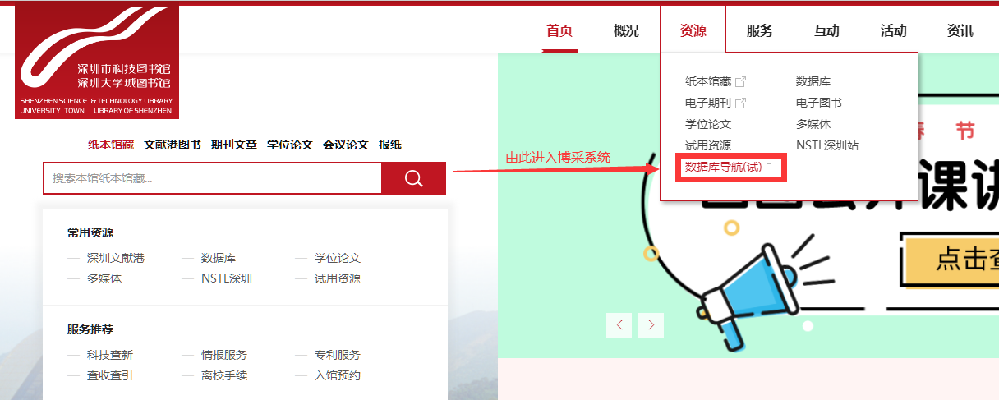 首页 概况 资源 服务 互动 活动 资讯
深圳市科技图书馆
深圳大学城图书馆
SHENZHEN SCIENCE & TECHNOLOGY LIBRARY
UNIVERSITY TOWN LIBRARY OF SHENZHEN
纸本馆藏 文献港图书 期刊文章 学位论文 会议论文 报纸
搜索本馆纸本馆藏...
由此进入博采系统
纸本馆藏 数据库
电子期刊 电子图书
学位论文 多媒体
试用资源 NSTL深圳站
数据库导航(试)
春 节
课讲
点击查
常用资源
深圳文献港 数据库 学位论文
多媒体 NSTL深圳 试用资源
服务推荐
科技查新 情报服务 专利服务
查收查引 离校手续 入馆预约